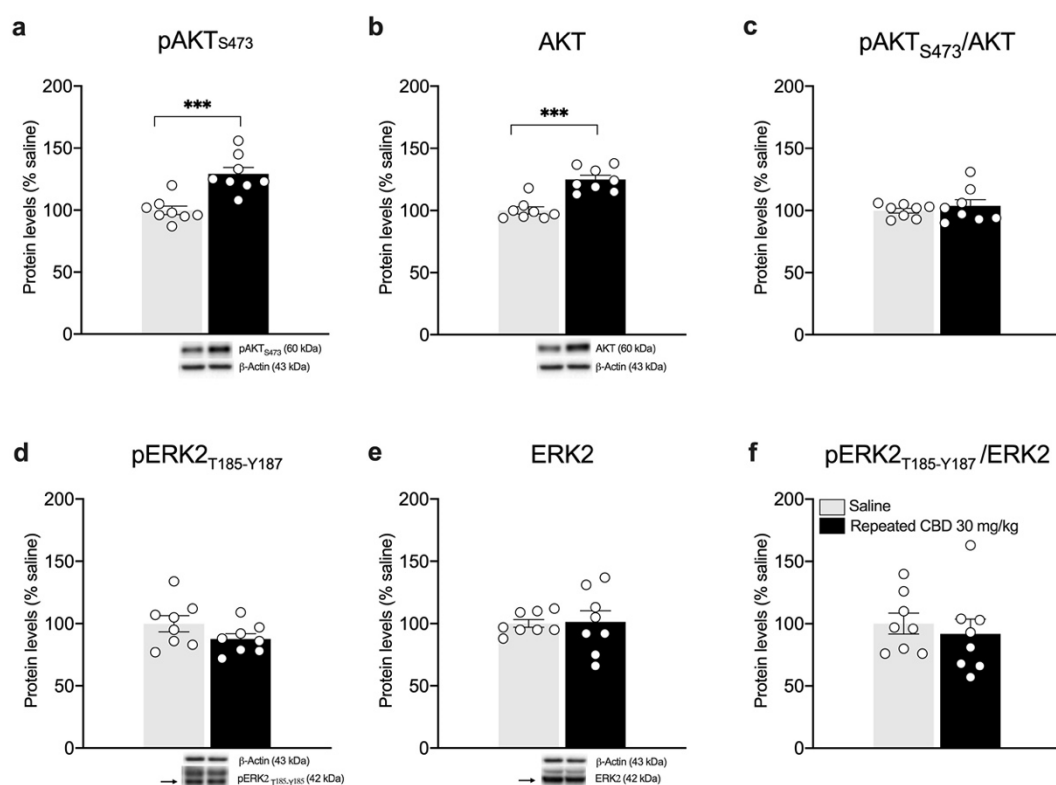 a
pAKTS473
Protein levels (% saline)
200
150
100
50
0
***
pAKTS473 (60 kDa)
β-Actin (43 kDa)
b
AKT
Protein levels (% saline)
200
150
100
50
0
***
AKT (60 kDa)
β-Actin (43 kDa)
c
pAKTS473/AKT
Protein levels (% saline)
200
150
100
50
0
d
pERK2T185-Y187
Protein levels (% saline)
200
150
100
50
0
β-Actin (43 kDa)
pERK2 T185-Y185 (42 kDa)
e
ERK2
Protein levels (% saline)
200
150
100
50
0
β-Actin (43 kDa)
ERK2 (42 kDa)
f
pERK2T185-Y187/ERK2
Protein levels (% saline)
200
150
100
50
0
Saline
Repeated CBD 30 mg/kg